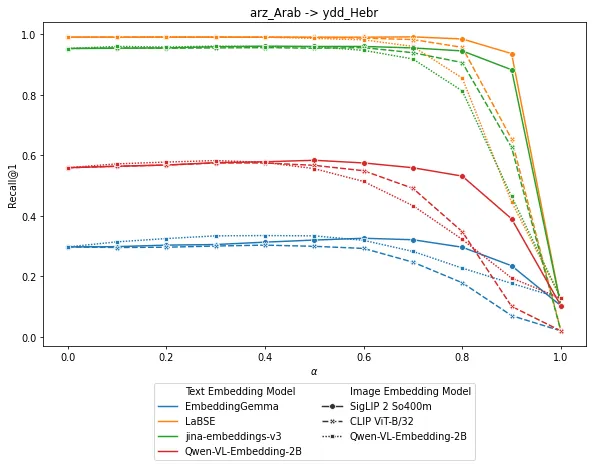 arz_Arab -> ydd_Hebr
Recall@1
1.0
0.8
0.6
0.4
0.2
0.0
0.0 0.2 0.4 0.6 0.8 1.0
α
Text Embedding Model Image Embedding Model
EmbeddingGemma SigLIP 2 So400m
LaBSE CLIP ViT-B/32
jina-embeddings-v3 Qwen-VL-Embedding-2B
Qwen-VL-Embedding-2B